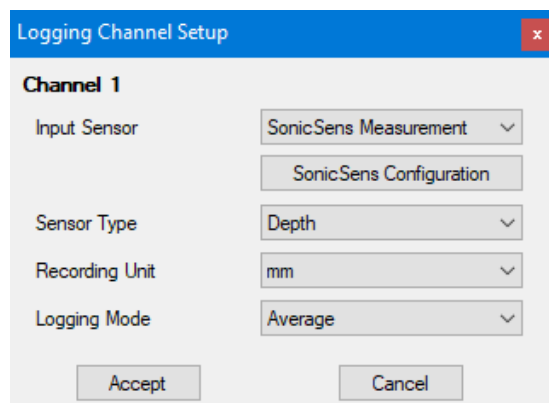 Logging Channel Setup x
Channel 1
Input Sensor SonicSens Measurement
SonicSens Configuration
Sensor Type Depth
Recording Unit mm
Logging Mode Average
Accept Cancel